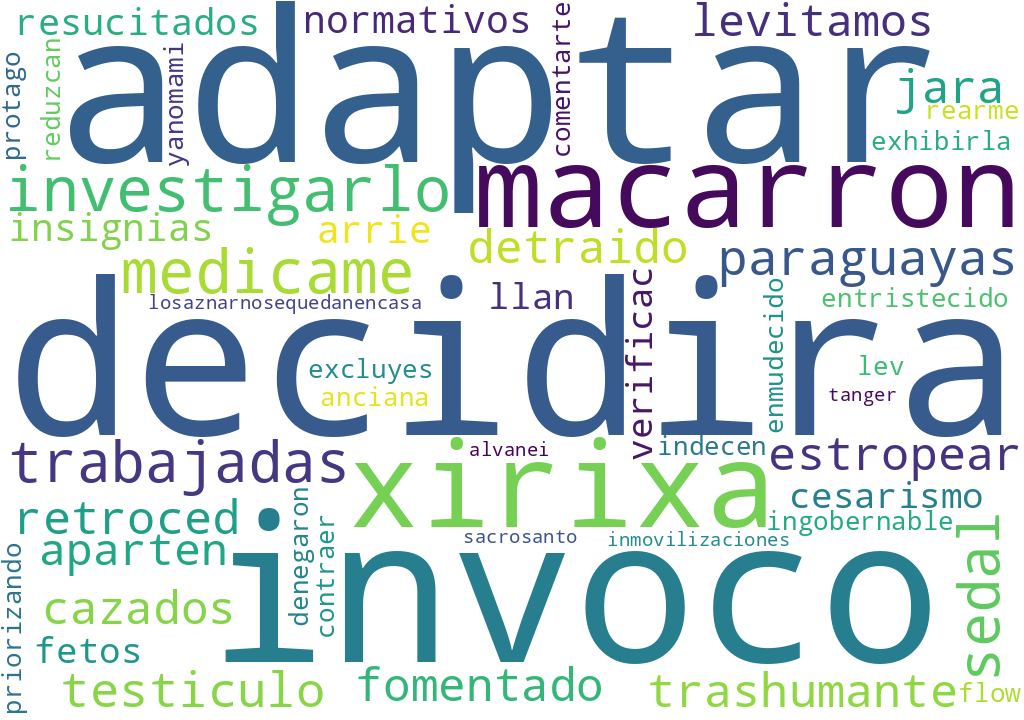 resucitados
normativos
levitamos
adaptar
protago
reduzcan
yanomami
comentarte
jara
rearme
exhibirla
investigarlo
macarron
insignias
arrie
detraido
paraguayas
medicame
losaznarnosequedanencasa
llan
verificac
enmudecido
entristecido
decidira
excluyes
anciana
lev
tanger
trabajadas
xirixa
alvanei
indecen
estropear
retroced
cesarismo
ingobernable
aparten
denegaron
contraer
sacrosanto
inmovilizaciones
sedal
invoco
priorizando
cazados
fetos
testiculo
fomentado
trashumante
flow